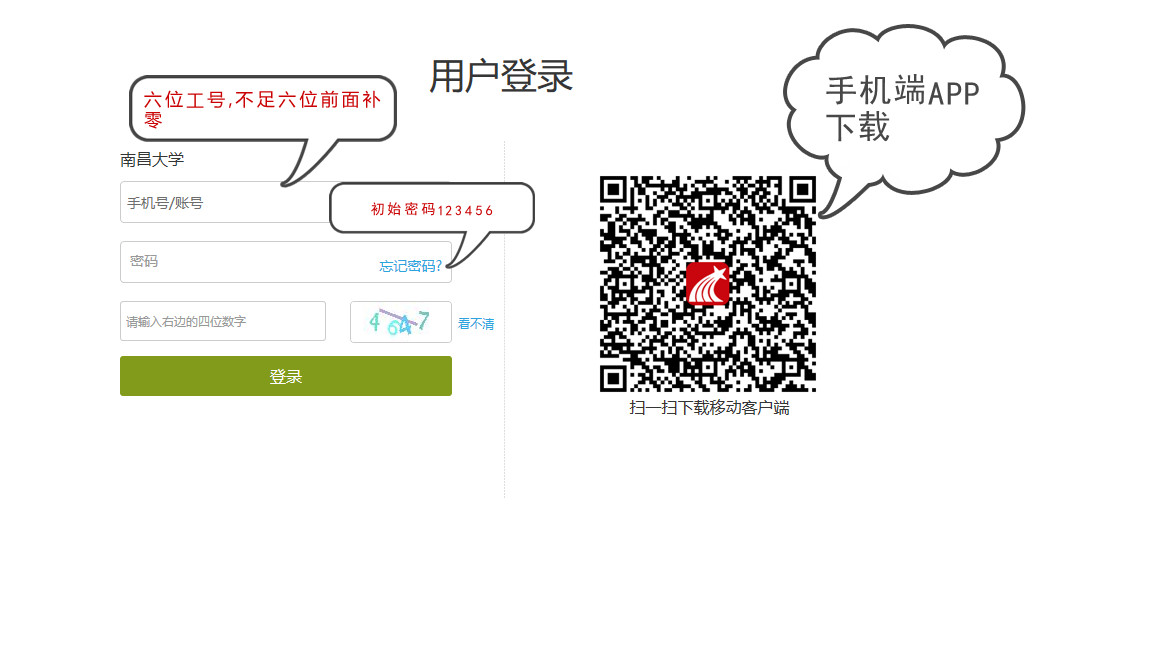 用户登录
六位工号,不足六位前面补
零
手机端APP
下载
南昌大学
手机号/账号
初始密码123456
密码
忘记密码?
请输入右边的四位数字
4647
看不清
登录
扫一扫下载移动客户端